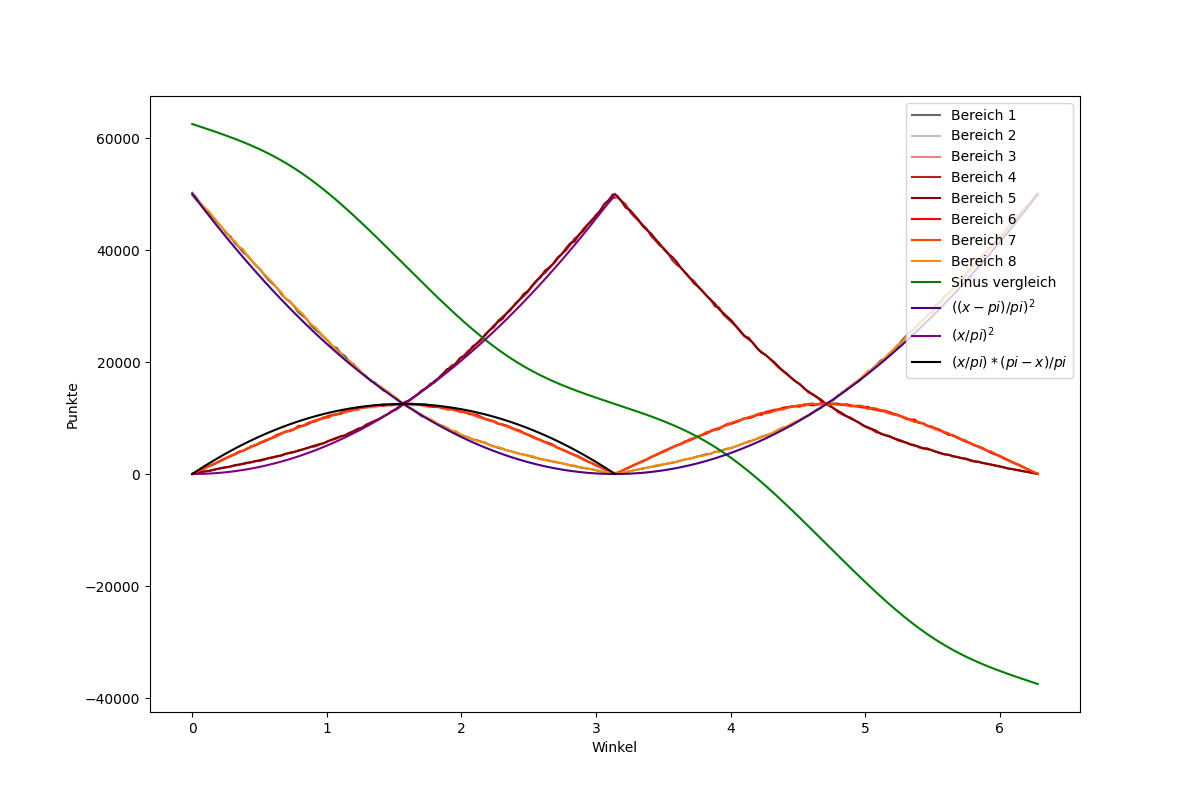 60000
40000
20000
0
−20000
−40000
Punkte
0 1 2 3 4 5 6
Winkel
Bereich 1
Bereich 2
Bereich 3
Bereich 4
Bereich 5
Bereich 6
Bereich 7
Bereich 8
Sinus vergleich
((x − pi)/pi)²
(x/pi)²
(x/pi) * (pi − x)/pi